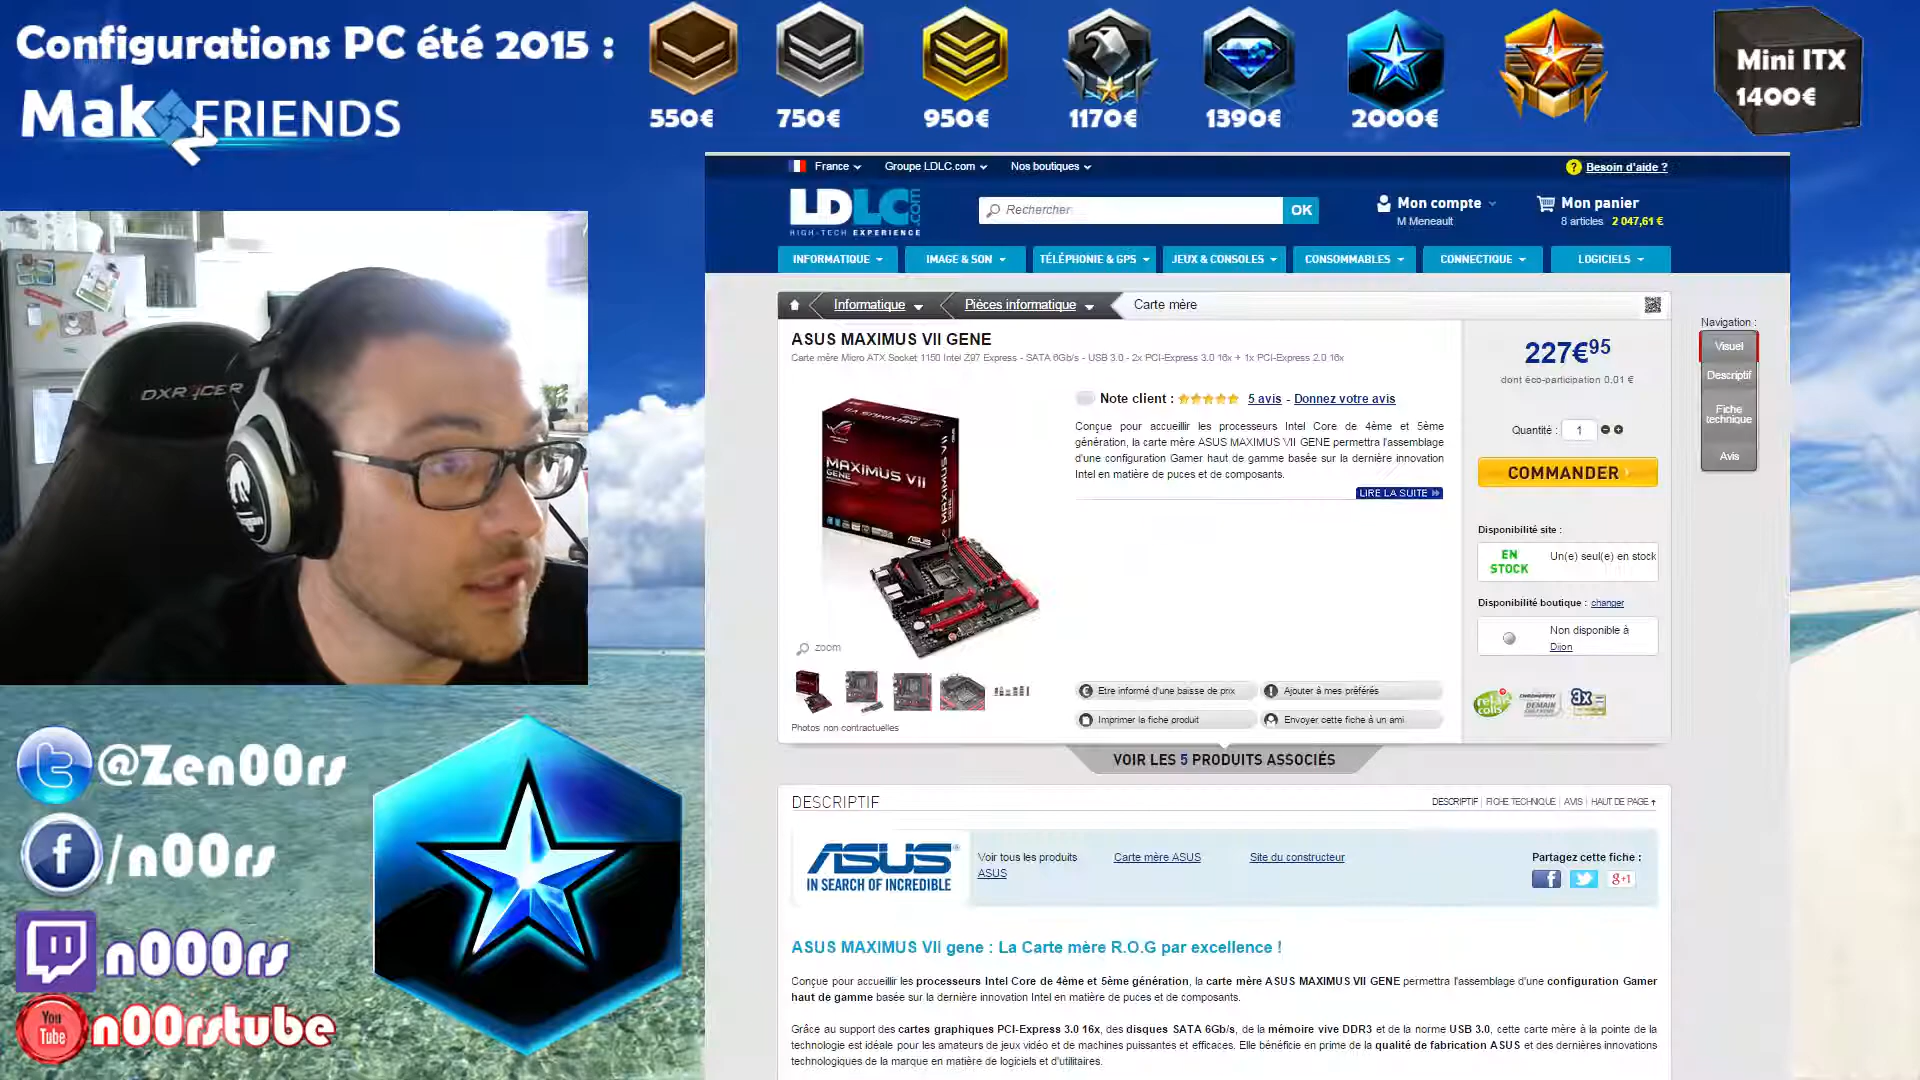 Configurations PC été 2015 :
MakZFRIENDS
550€
750€
950€
1170€
1390€
2000€
Mini ITX
1400€
France
Groupe LDLC.com
Nos boutiques
? Besoin d'aide ?
LDLC.com
HIGH-TECH EXPERIENCE
Rechercher
OK
Mon compte
M Meneault
Mon panier
8 articles 2 047,61 €
INFORMATIQUE
IMAGE & SON
TÉLÉPHONIE & GPS
JEUX & CONSOLES
CONSOMMABLES
CONNECTIQUE
LOGICIELS
Informatique
Pièces informatique
Carte mère
ASUS MAXIMUS VII GENE
Carte mère Micro ATX Socket 1150 Intel Z97 Express - SATA 6Gb/s - USB 3.0 - 2x PCI-Express 3.0 16x + 1x PCI-Express 2.0 16x
Note client :
5 avis - Donnez votre avis
Conçue pour accueillir les processeurs Intel Core de 4ème et 5ème
génération, la carte mère ASUS MAXIMUS VII GENE permettra l'assemblage
d'une configuration Gamer haut de gamme basée sur la dernière innovation
Intel en matière de puces et de composants.
LIRE LA SUITE
MAXIMUS VII
GENE
MAXIMUS VII
ASUS
zoom
Photos non contractuelles
Etre informé d'une baisse de prix
Ajouter à mes préférés
Imprimer la fiche produit
Envoyer cette fiche à un ami
227€95
dont éco-participation 0,01 €
Quantité : 1
COMMANDER
Disponibilité site :
EN
STOCK
Un(e) seul(e) en stock
Disponibilité boutique : changer
Non disponible à
Dijon
relais
colis
CHRONOPOST
DEMAIN
3x
Navigation :
Visuel
Descriptif
Fiche
technique
Avis
VOIR LES 5 PRODUITS ASSOCIÉS
DESCRIPTIF
DESCRIPTIF | FICHE TECHNIQUE | AVIS | HAUT DE PAGE
ASUS
IN SEARCH OF INCREDIBLE
Voir tous les produits
ASUS
Carte mère ASUS
Site du constructeur
Partagez cette fiche :
g+1
ASUS MAXIMUS VII gene : La Carte mère R.O.G par excellence !
Conçue pour accueillir les processeurs Intel Core de 4ème et 5ème génération, la carte mère ASUS MAXIMUS VII GENE permettra l'assemblage d'une configuration Gamer
haut de gamme basée sur la dernière innovation Intel en matière de puces et de composants.
Grâce au support des cartes graphiques PCI-Express 3.0 16x, des disques SATA 6Gb/s, de la mémoire vive DDR3 et de la norme USB 3.0, cette carte mère à la pointe de la
technologie est idéale pour les amateurs de jeux vidéo et de machines puissantes et efficaces. Elle bénéficie en prime de la qualité de fabrication ASUS et des dernières innovations
technologiques de la marque en matière de logiciels et d'utilitaires.
DXRACER
@Zen00rs
/n00rs
n000rs
You
Tube
n00rstube